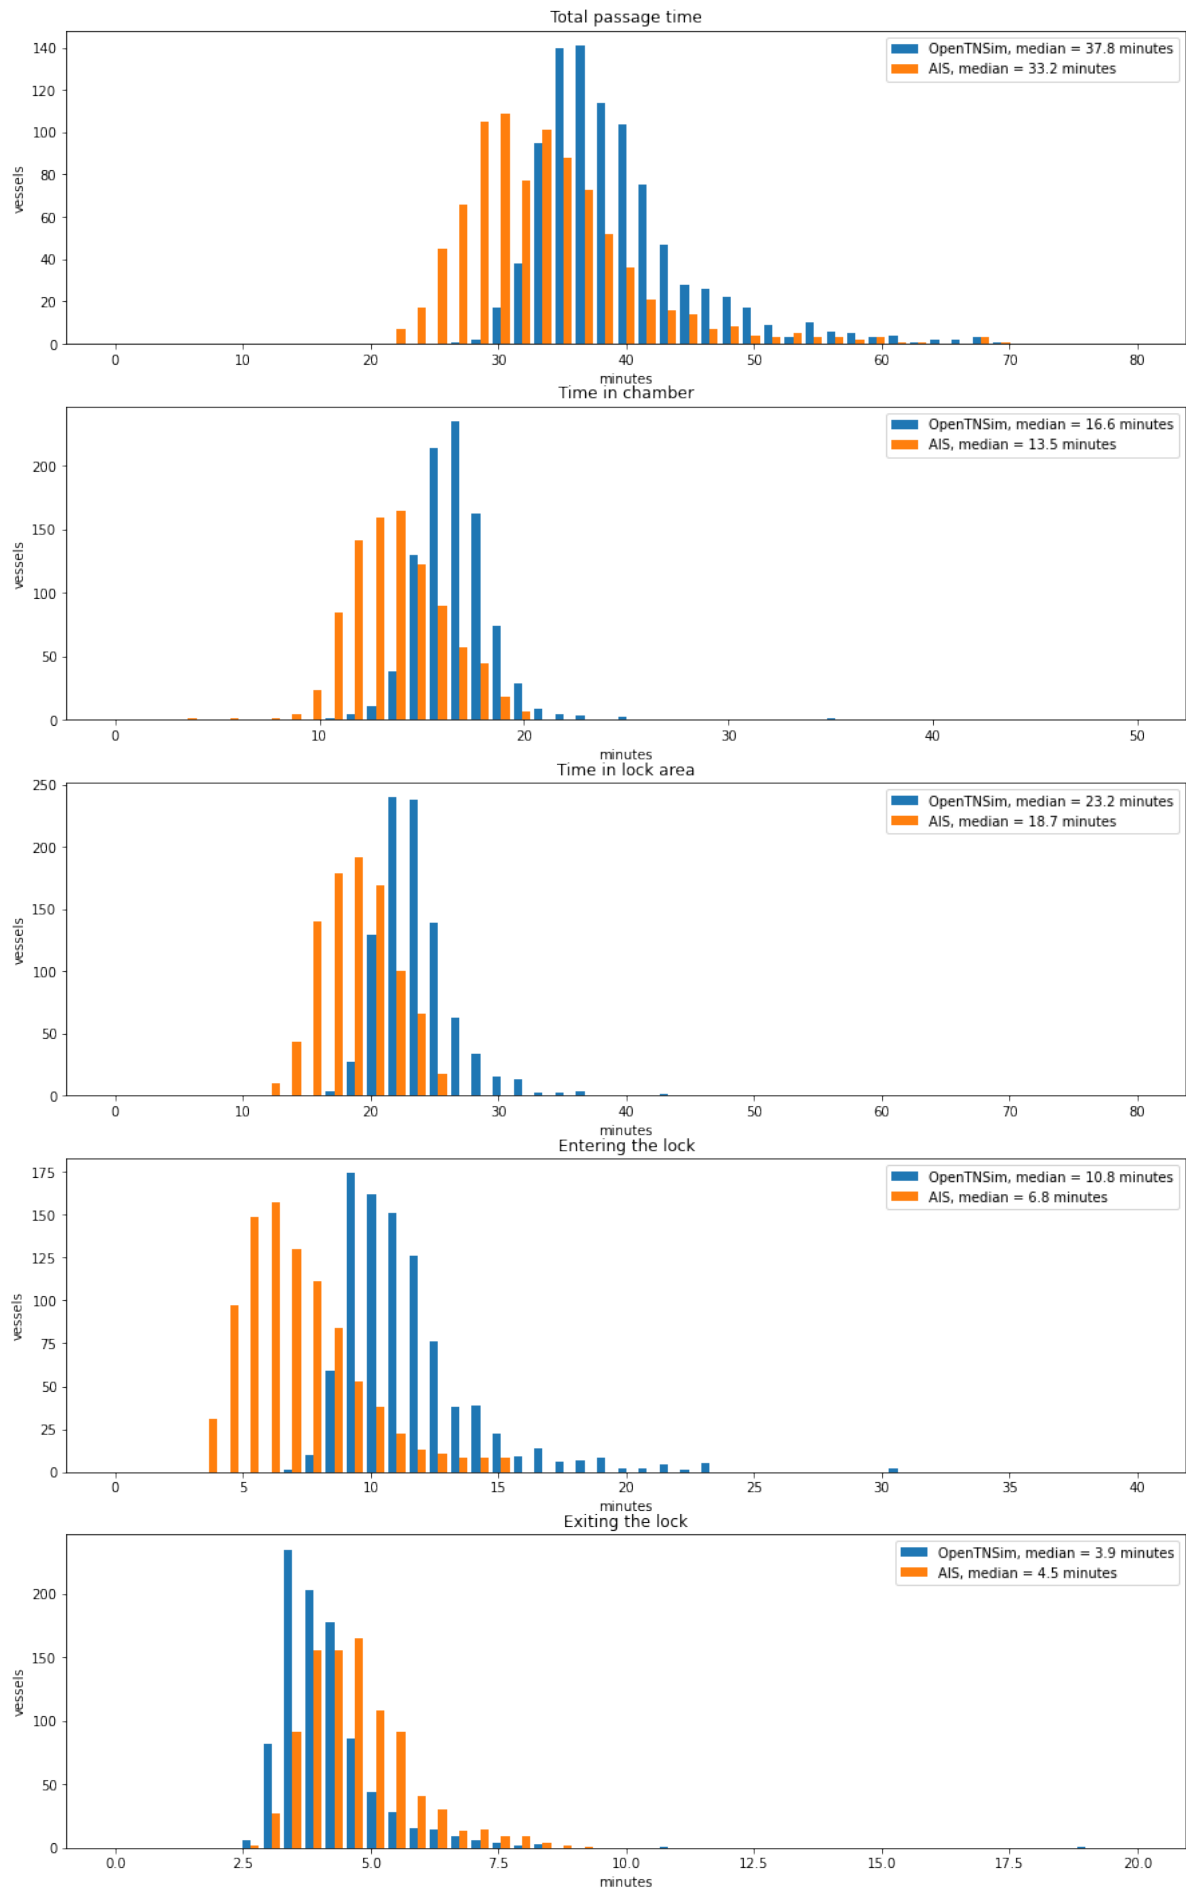 Total passage time
OpenTNSim, median = 37.8 minutes
AIS, median = 33.2 minutes
140
120
100
80
60
40
20
0
vessels
0 10 20 30 40 50 60 70 80
minutes
Time in chamber
OpenTNSim, median = 16.6 minutes
AIS, median = 13.5 minutes
200
150
100
50
0
vessels
0 10 20 30 40 50
minutes
Time in lock area
OpenTNSim, median = 23.2 minutes
AIS, median = 18.7 minutes
250
200
150
100
50
0
vessels
0 10 20 30 40 50 60 70 80
minutes
Entering the lock
OpenTNSim, median = 10.8 minutes
AIS, median = 6.8 minutes
175
150
125
100
75
50
25
0
vessels
0 5 10 15 20 25 30 35 40
minutes
Exiting the lock
OpenTNSim, median = 3.9 minutes
AIS, median = 4.5 minutes
200
150
100
50
0
vessels
0.0 2.5 5.0 7.5 10.0 12.5 15.0 17.5 20.0
minutes